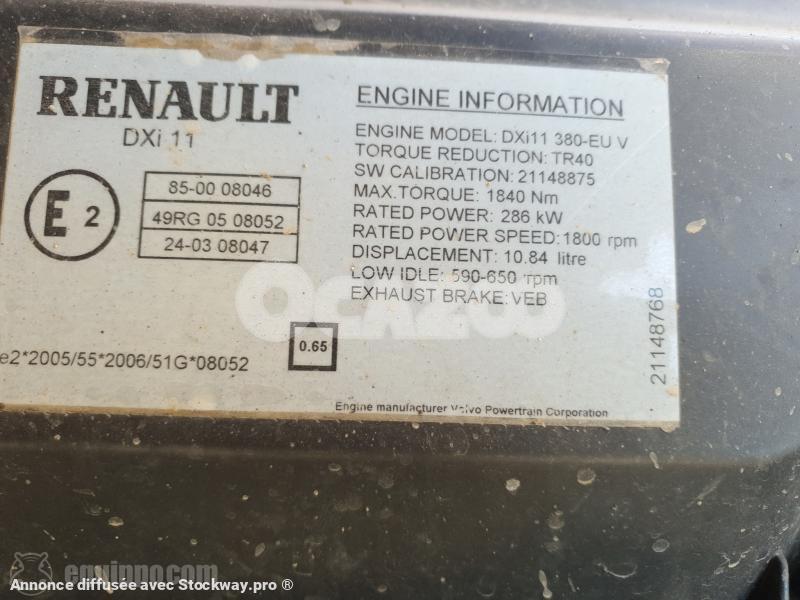 RENAULT
DXi 11
E 2
85-00 08046
49RG 05 08052
24-03 08047
ENGINE INFORMATION
ENGINE MODEL: DXi11 380-EU V
TORQUE REDUCTION: TR40
SW CALIBRATION: 21148875
MAX.TORQUE: 1840 Nm
RATED POWER: 286 kW
RATED POWER SPEED: 1800 rpm
DISPLACEMENT: 10.84 litre
LOW IDLE: 590-650 rpm
EXHAUST BRAKE: VEB
OCAZOO
0.65
e2*2005/55*2006/51G*08052
21148768
Engine manufacturer Volvo Powertrain Corporation
equippo.com
Annonce diffusée avec Stockway.pro ®